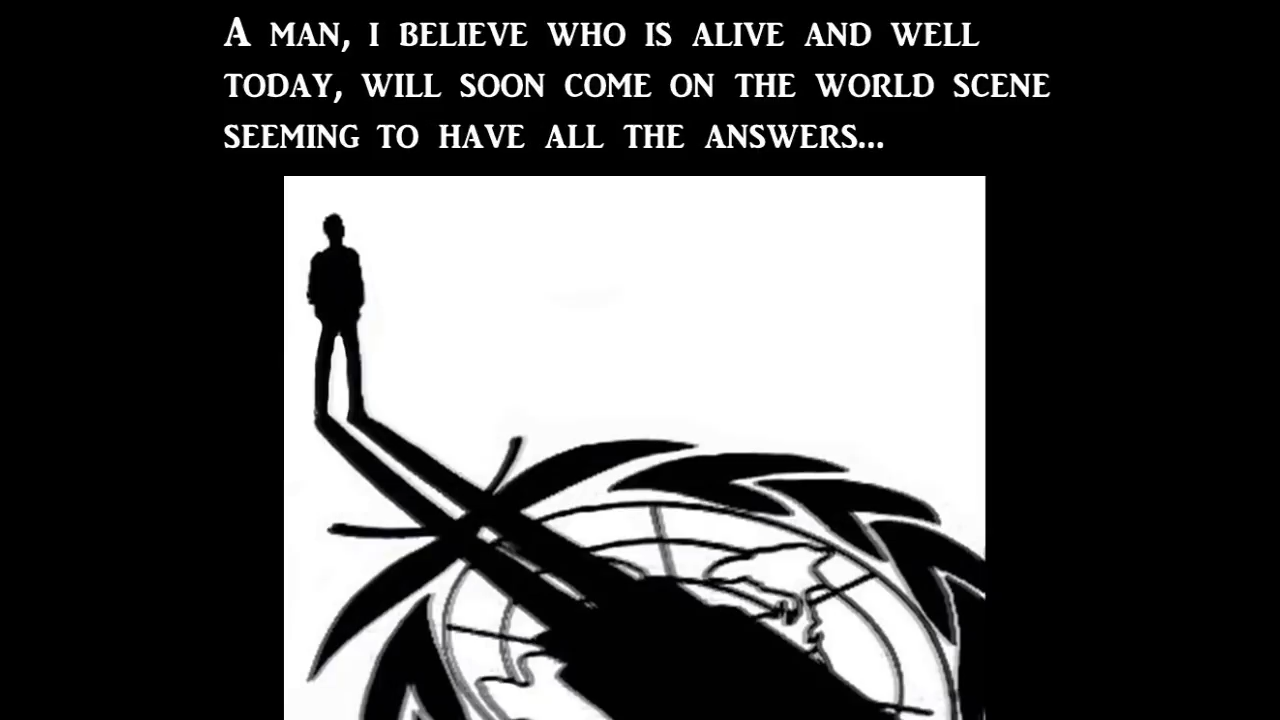 A MAN, I BELIEVE WHO IS ALIVE AND WELL
TODAY, WILL SOON COME ON THE WORLD SCENE
SEEMING TO HAVE ALL THE ANSWERS...